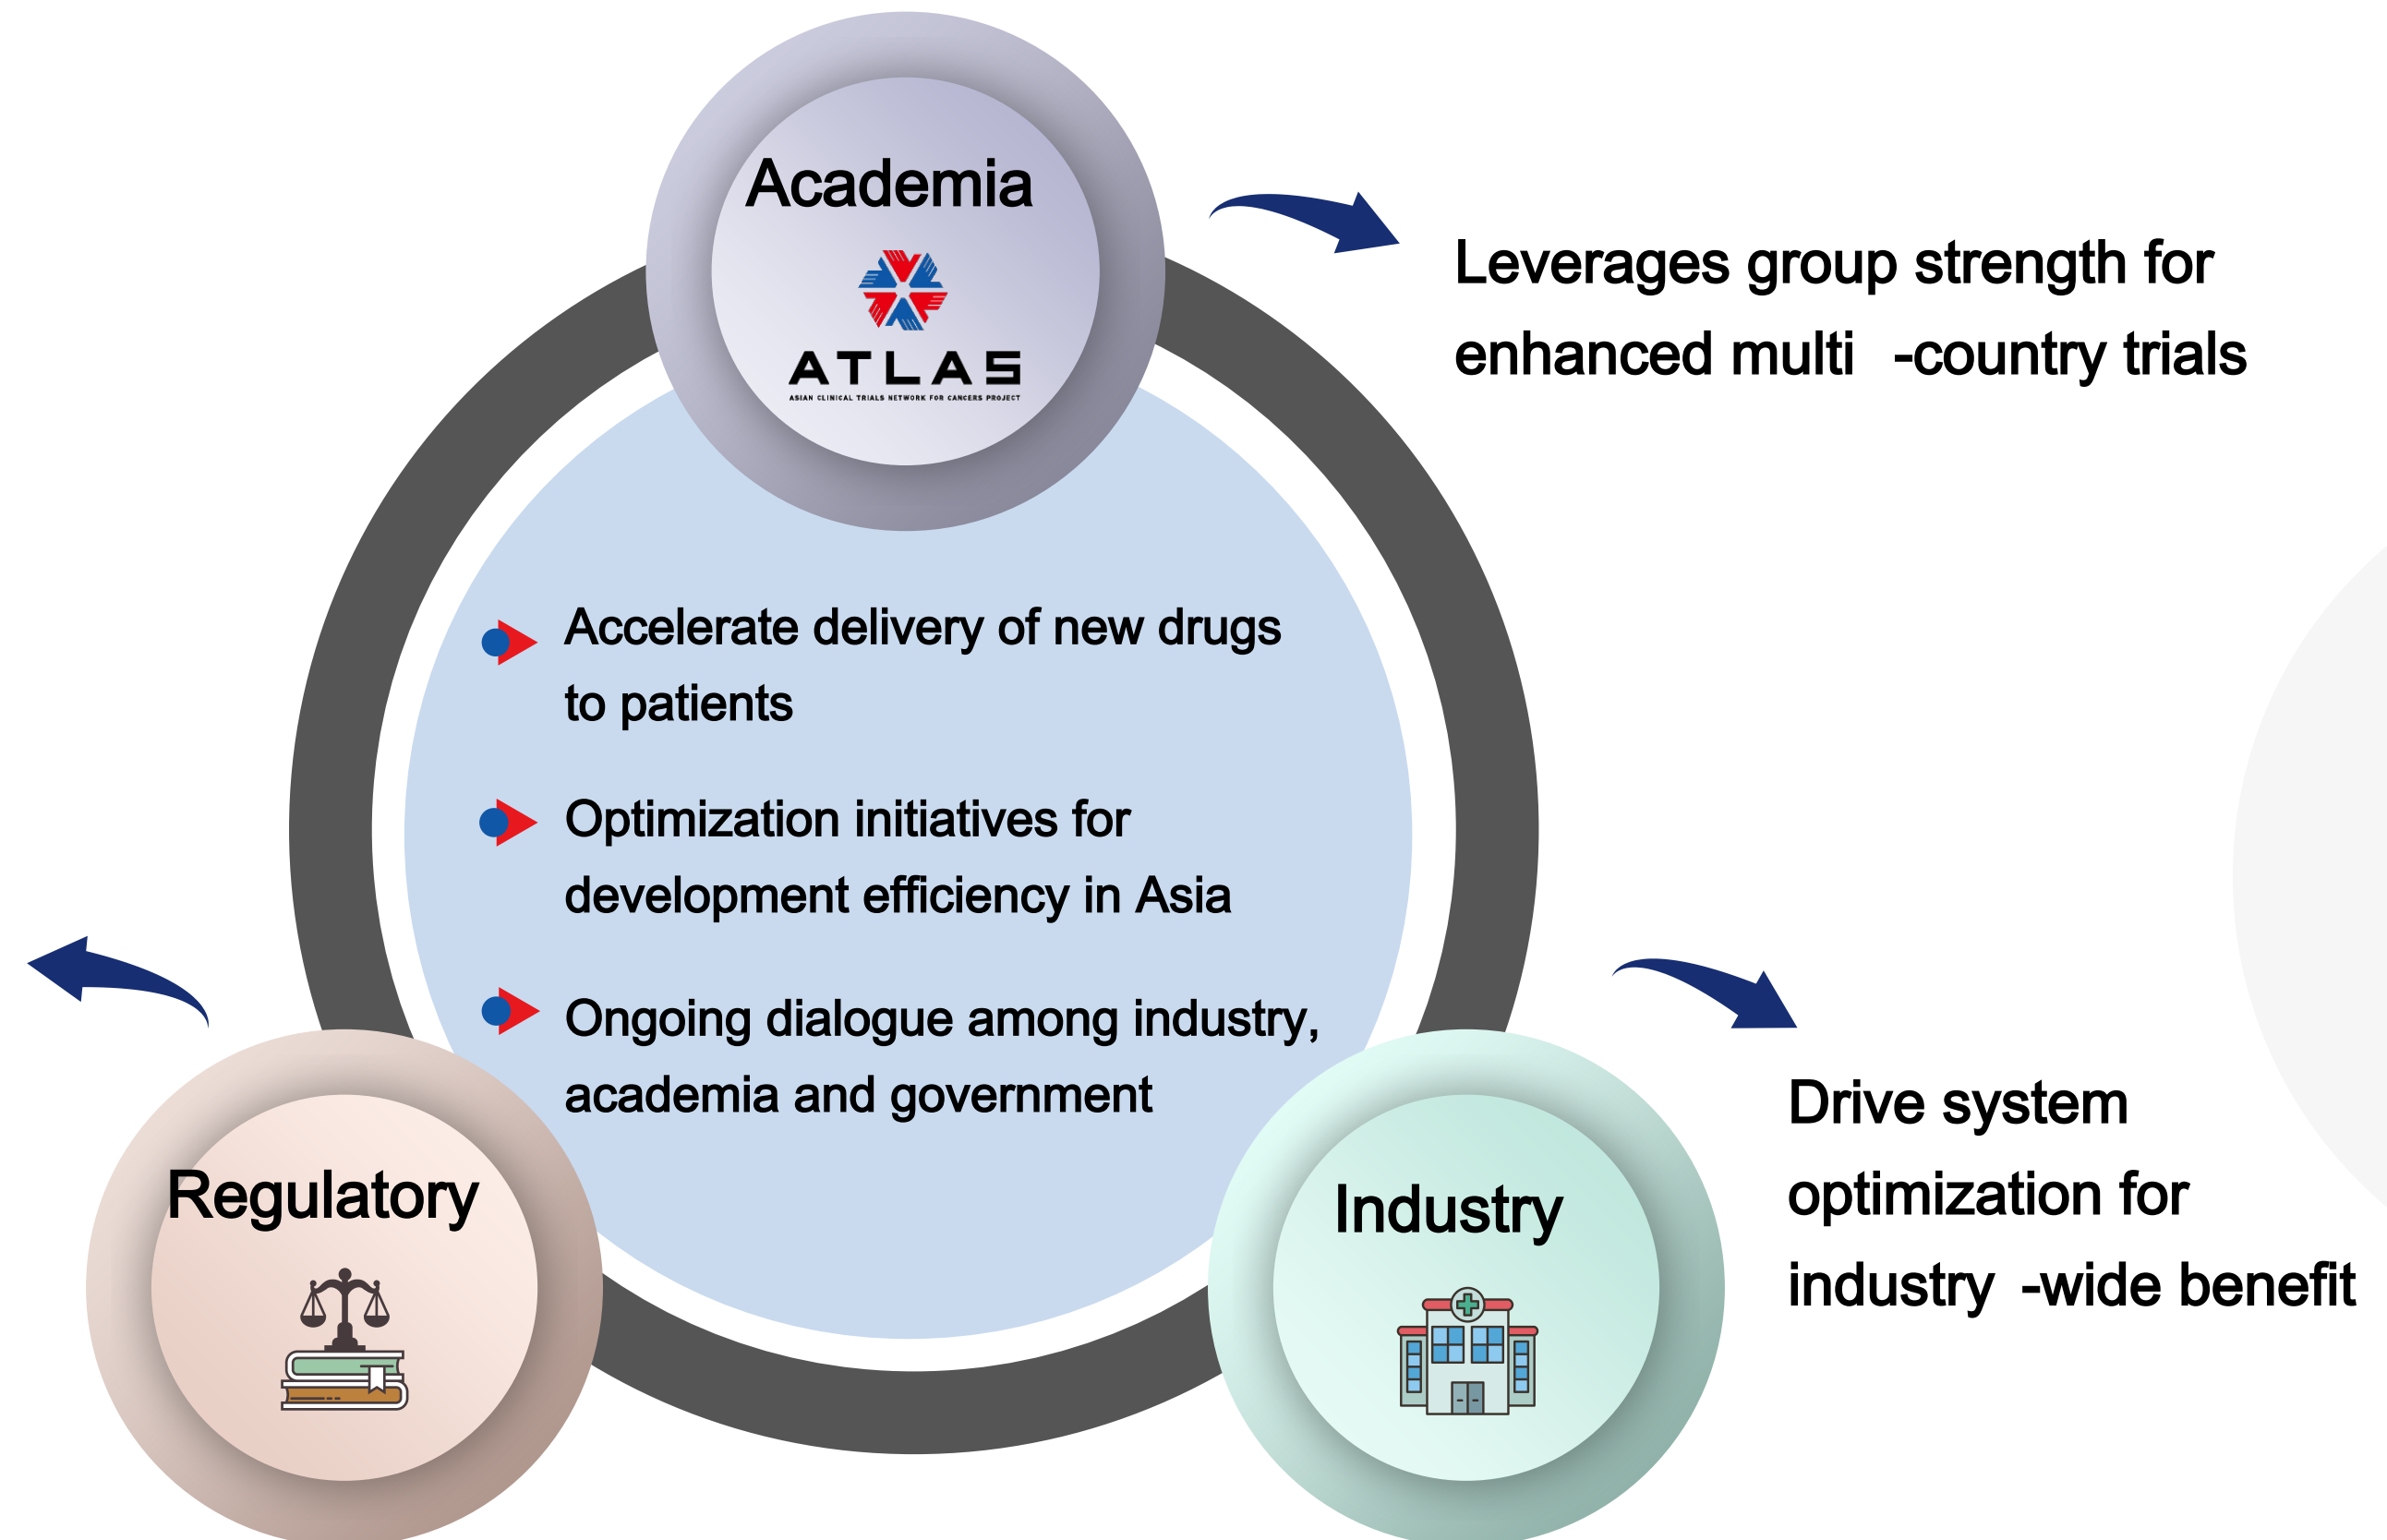 Academia
ATLAS
ASIAN CLINICAL TRIALS NETWORK FOR CANCERS PROJECT
Leverages group strength for
enhanced multi -country trials
Accelerate delivery of new drugs
to patients
Optimization initiatives for
development efficiency in Asia
Ongoing dialogue among industry,
academia and government
Regulatory
Industry
Drive system
optimization for
industry -wide benefit